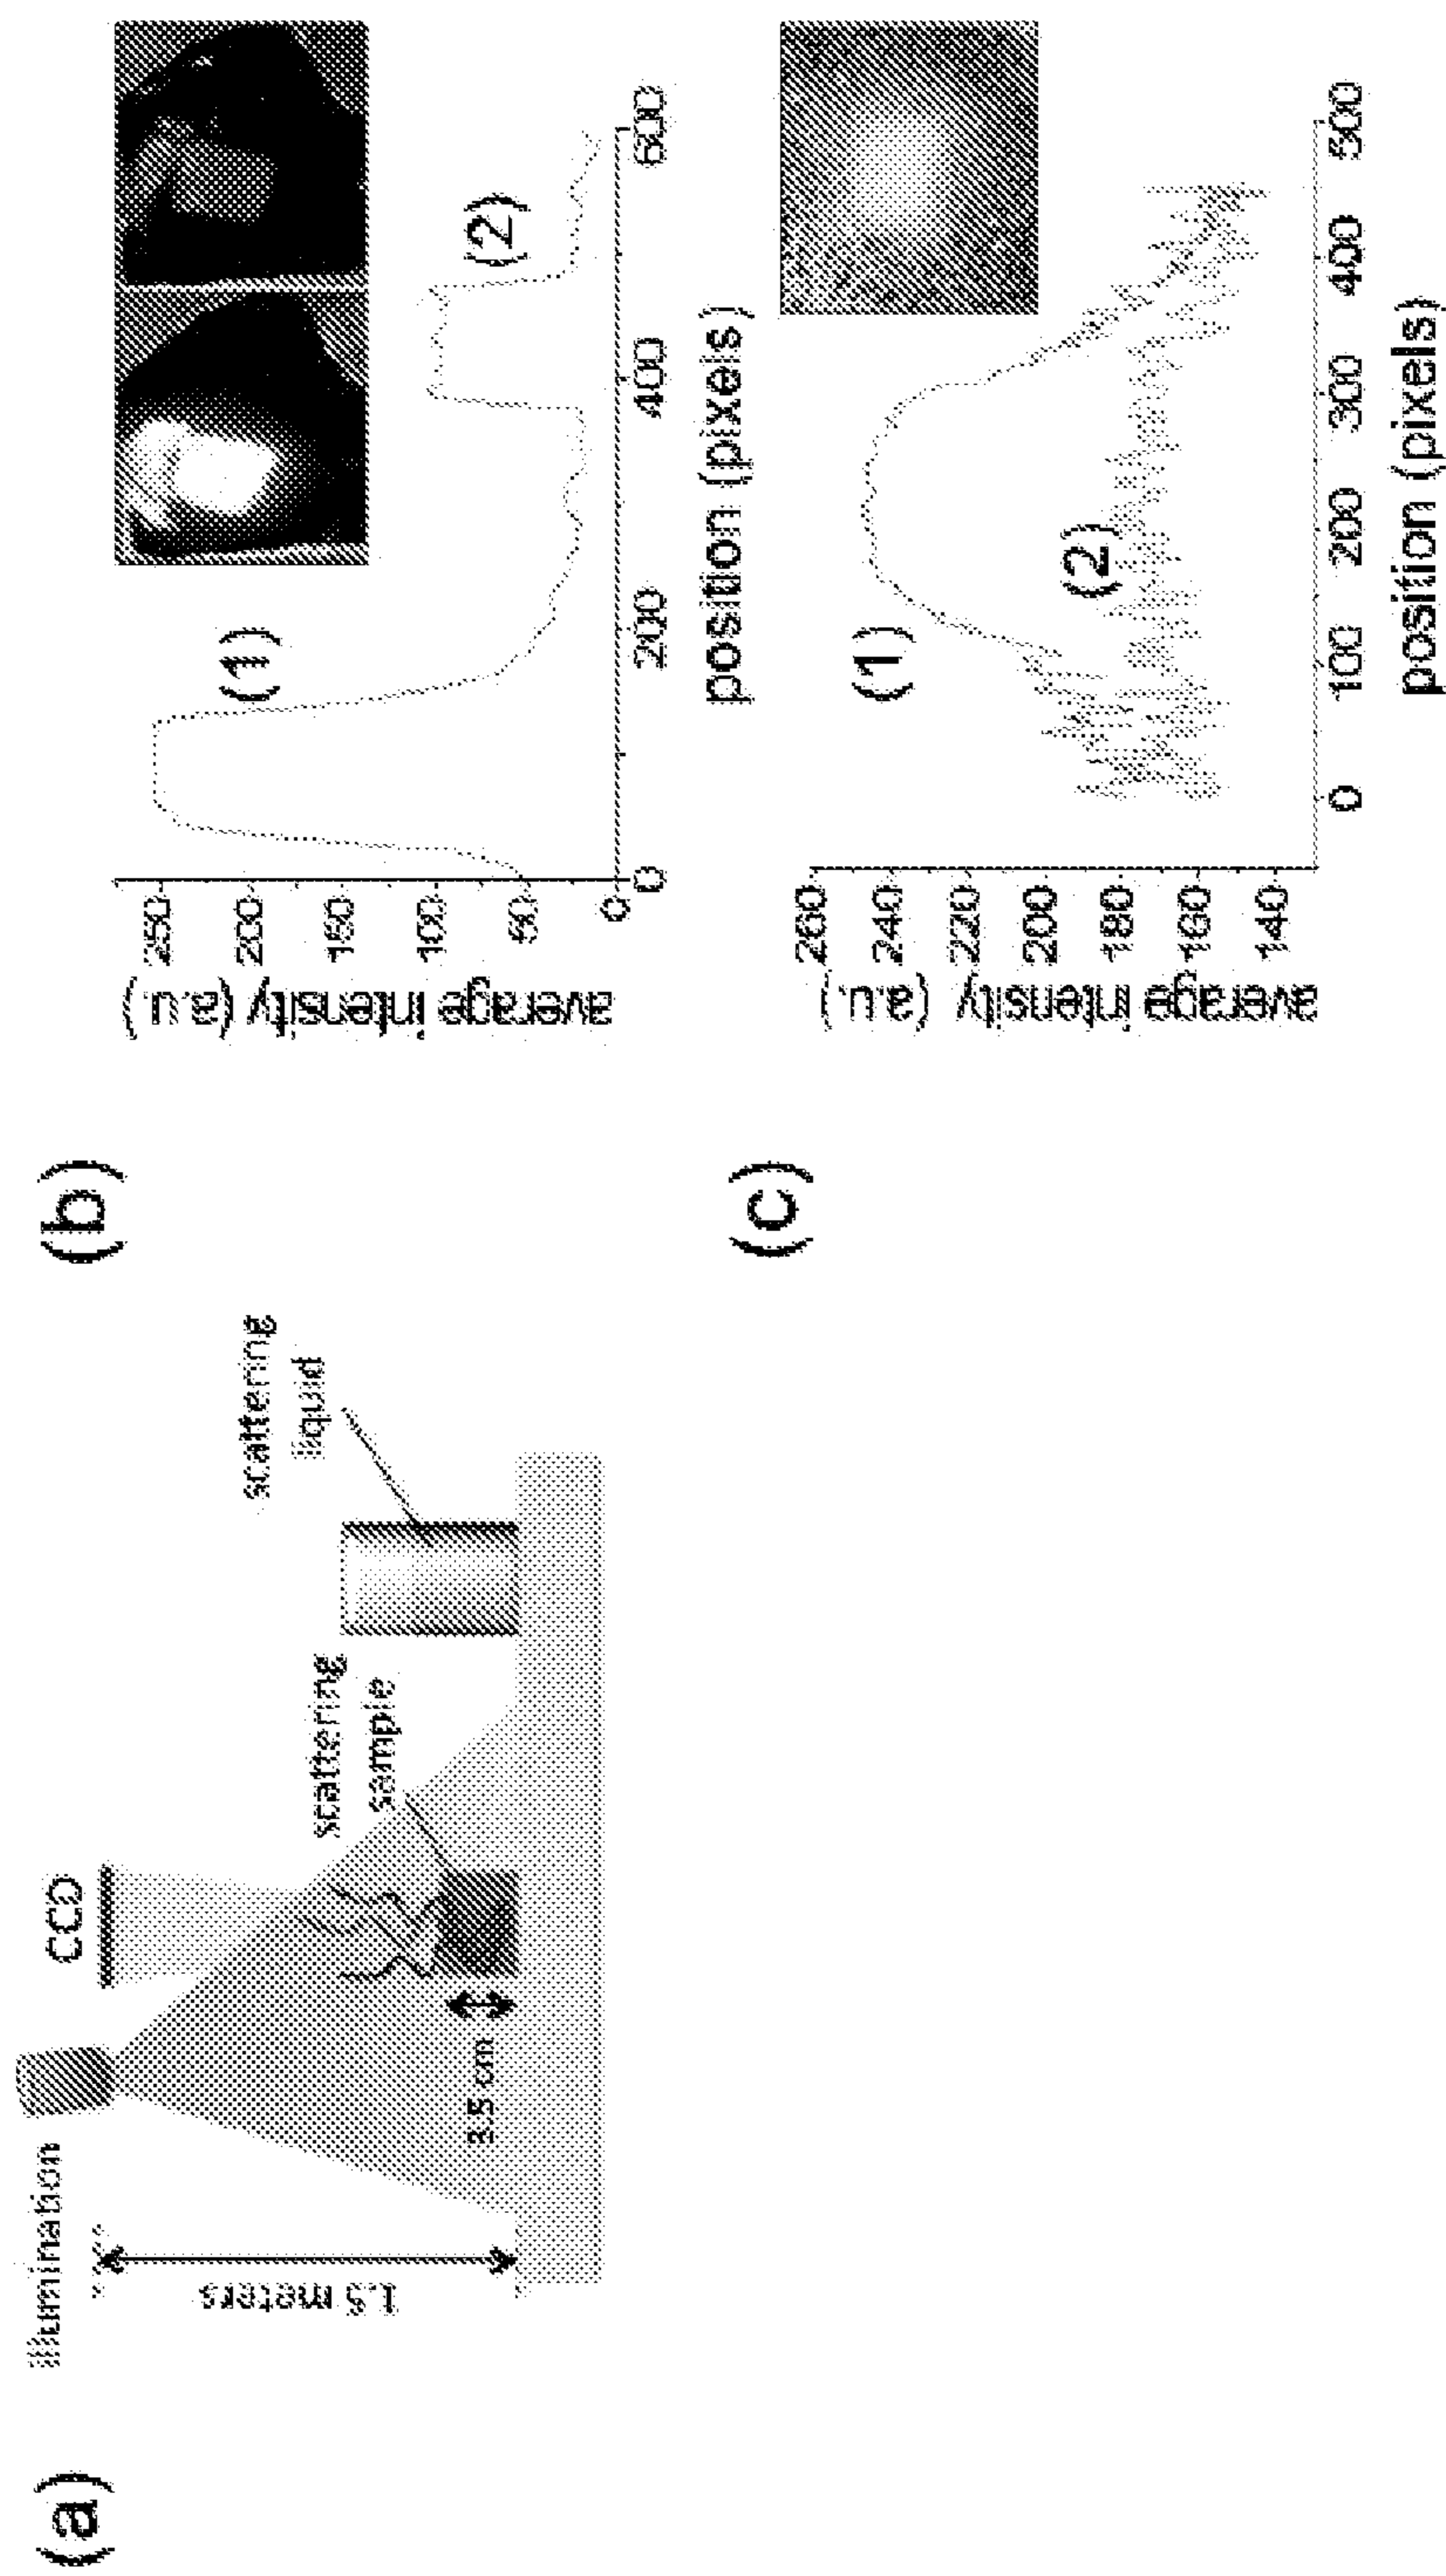 (a)
illumination
CCD
1.5 meters
3.5 cm
scattering
sample
scattering
liquid
(b)
average intensity (a.u.)
250
200
150
100
50
0
0
200
400
600
position (pixels)
(1)
(2)
(c)
average intensity (a.u.)
260
240
220
200
180
160
140
0
100
200
300
400
500
position (pixels)
(1)
(2)